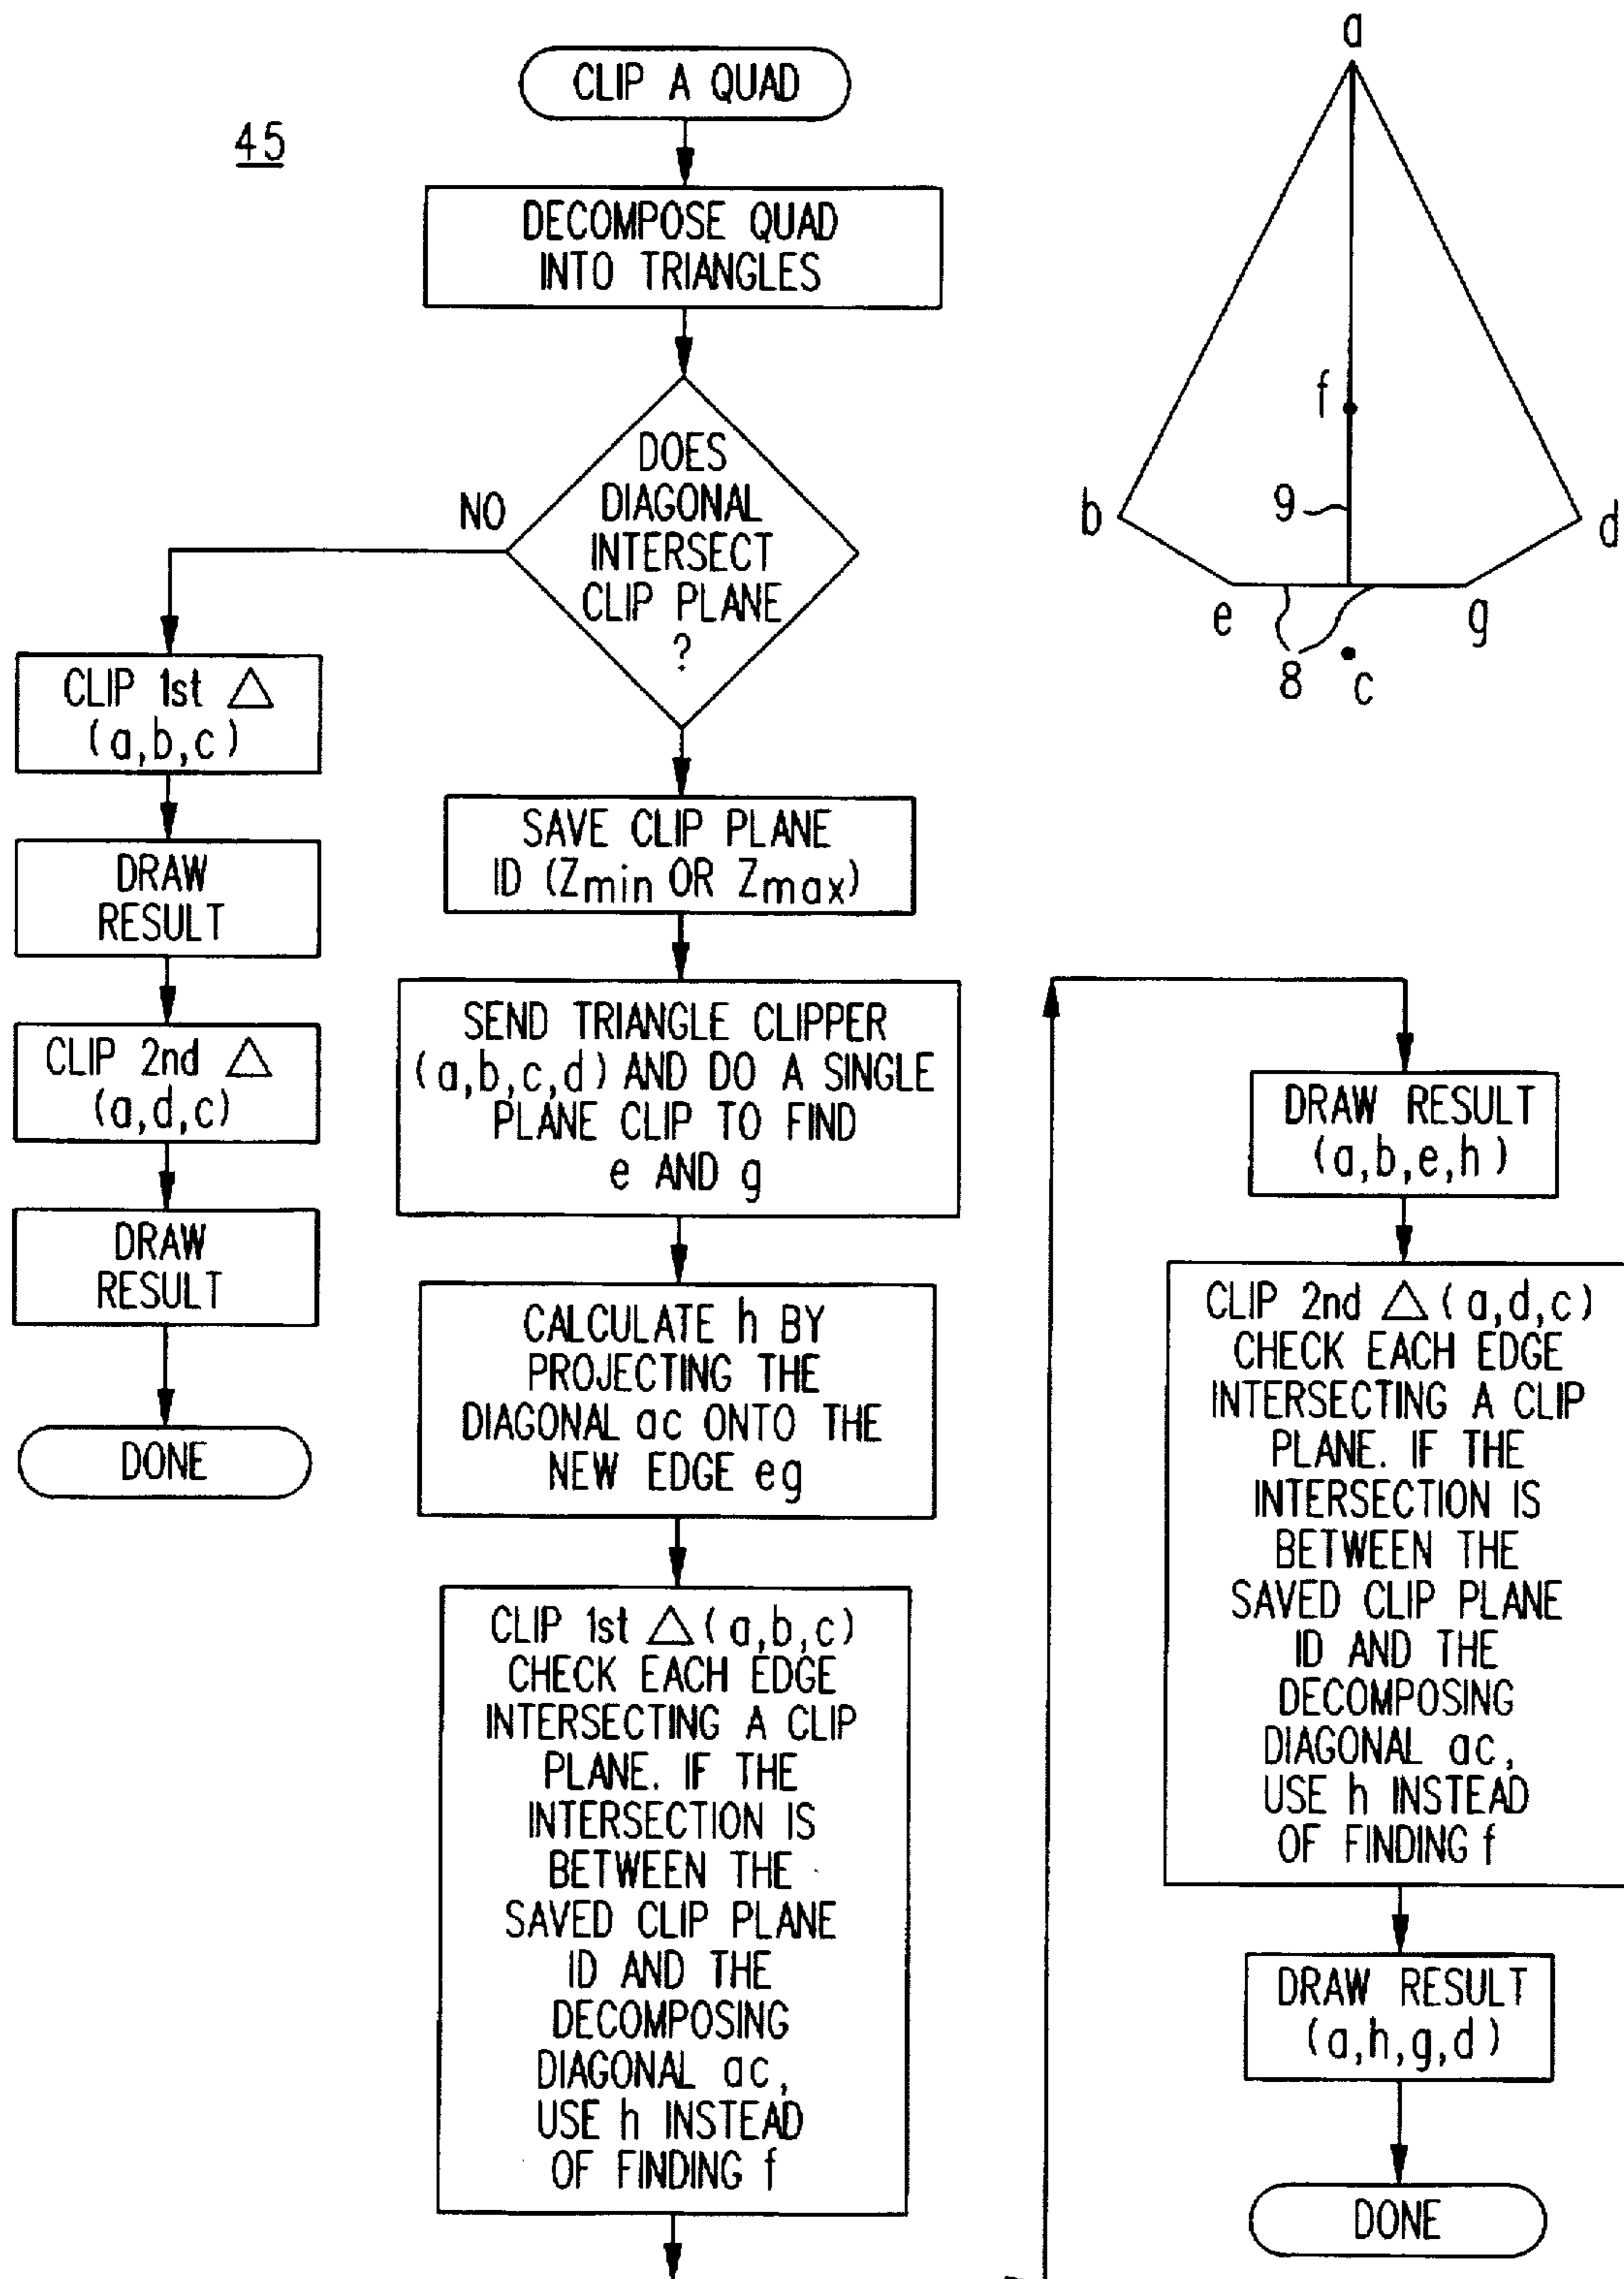 45
CLIP A QUAD
DECOMPOSE QUAD
INTO TRIANGLES
DOES
DIAGONAL
INTERSECT
CLIP PLANE
?
NO
CLIP 1st △
(a,b,c)
DRAW
RESULT
CLIP 2nd △
(a,d,c)
DRAW
RESULT
DONE
SAVE CLIP PLANE
ID (Zmin OR Zmax)
SEND TRIANGLE CLIPPER
(a,b,c,d) AND DO A SINGLE
PLANE CLIP TO FIND
e AND g
CALCULATE h BY
PROJECTING THE
DIAGONAL ac ONTO THE
NEW EDGE eg
CLIP 1st △ (a,b,c)
CHECK EACH EDGE
INTERSECTING A CLIP
PLANE. IF THE
INTERSECTION IS
BETWEEN THE
SAVED CLIP PLANE
ID AND THE
DECOMPOSING
DIAGONAL ac,
USE h INSTEAD
OF FINDING f
DRAW RESULT
(a,b,e,h)
CLIP 2nd △ (a,d,c)
CHECK EACH EDGE
INTERSECTING A CLIP
PLANE. IF THE
INTERSECTION IS
BETWEEN THE
SAVED CLIP PLANE
ID AND THE
DECOMPOSING
DIAGONAL ac,
USE h INSTEAD
OF FINDING f
DRAW RESULT
(a,h,g,d)
DONE
a
f
9
b
d
e
g
8
c